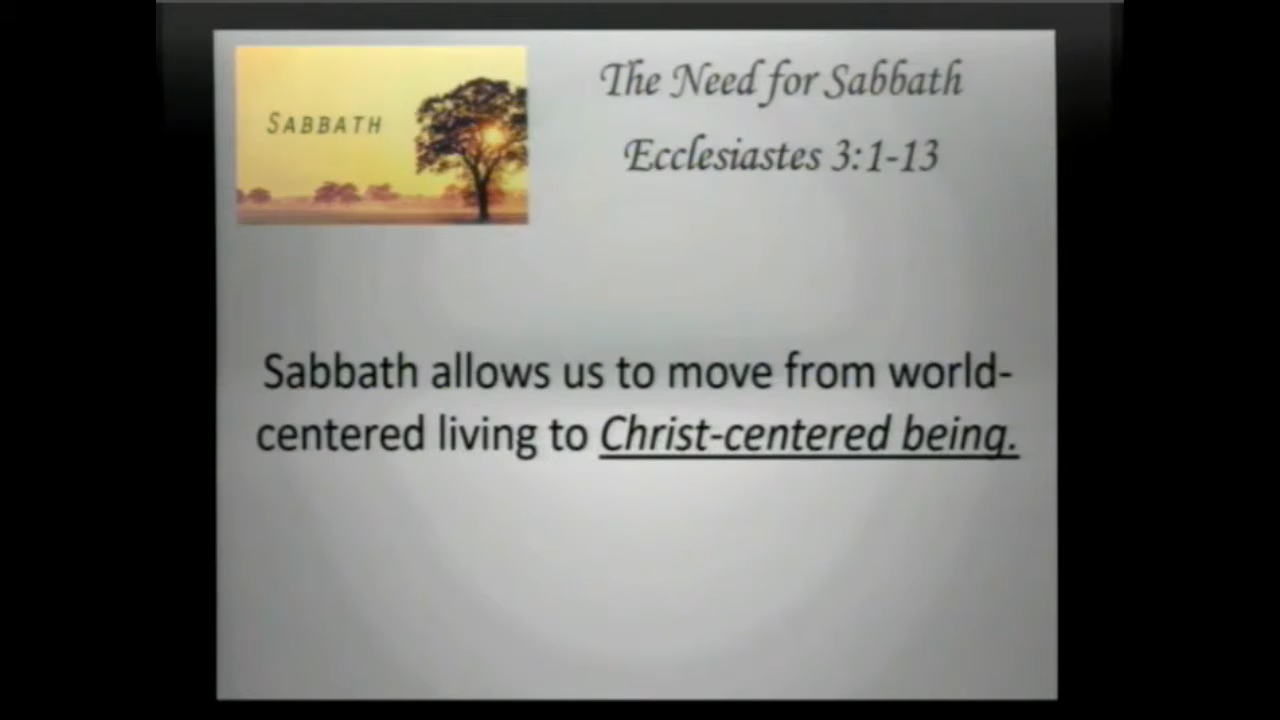 SABBATH
The Need for Sabbath
Ecclesiastes 3:1-13
Sabbath allows us to move from world-
centered living to Christ-centered being.